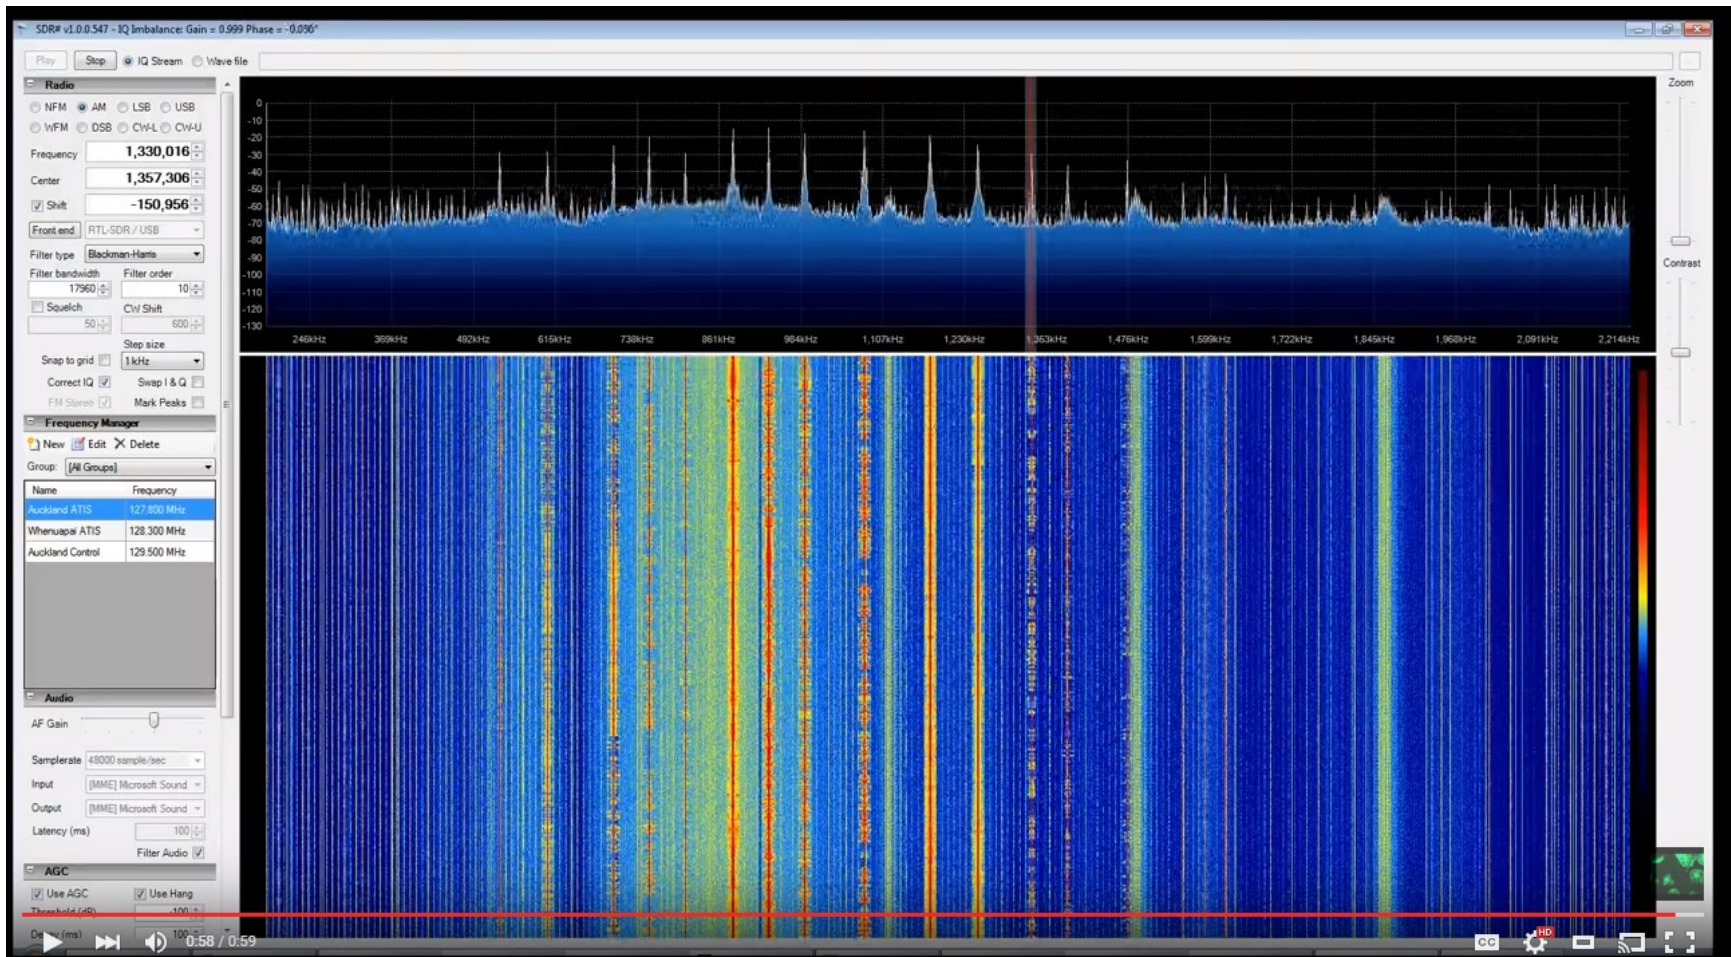 SDR# v1.0.0.547 - IQ Imbalance: Gain = 0.999 Phase = -0.050°
Play Stop IQ Stream Wave file
Radio
NFM AM LSB USB
WFM DSB CW-L CW-U
Frequency 1,330,016
Center 1,357,306
Shift -150,956
Front end RTL-SDR / USB
Filter type Blackman-Harris
Filter bandwidth Filter order
17960 10
Squelch CW Shift
50 600
Step size
Snap to grid 1 kHz
Correct IQ Swap I & Q
FM Stereo Mark Peaks
Frequency Manager
New Edit Delete
Group: [All Groups]
Name Frequency
Auckland ATIS 127.800 MHz
Whenuapai ATIS 128.300 MHz
Auckland Control 129.500 MHz
Audio
AF Gain
Samplerate 48000 sample/sec
Input [MME] Microsoft Sound
Output [MME] Microsoft Sound
Latency (ms) 100
Filter Audio
AGC
Use AGC Use Hang
Threshold (dB) -100
Decay (ms) 100
0
-10
-20
-30
-40
-50
-60
-70
-80
-90
-100
-110
-120
-130
246kHz 369kHz 492kHz 615kHz 738kHz 861kHz 984kHz 1,107kHz 1,230kHz 1,353kHz 1,476kHz 1,599kHz 1,722kHz 1,845kHz 1,968kHz 2,091kHz 2,214kHz
Zoom
Contrast
0:58 / 0:59
CC HD